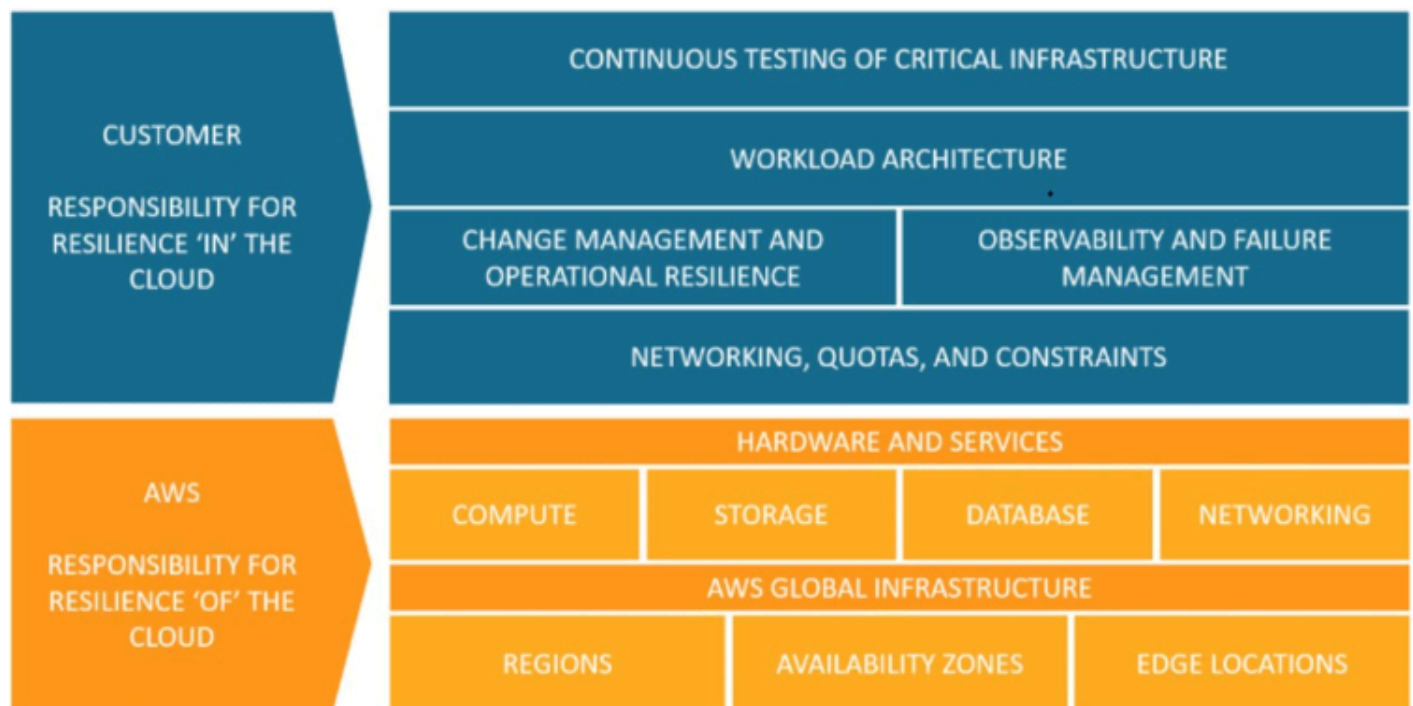 CUSTOMER
RESPONSIBILITY FOR
RESILIENCE ‘IN’ THE
CLOUD
CONTINUOUS TESTING OF CRITICAL INFRASTRUCTURE
WORKLOAD ARCHITECTURE
CHANGE MANAGEMENT AND
OPERATIONAL RESILIENCE
OBSERVABILITY AND FAILURE
MANAGEMENT
NETWORKING, QUOTAS, AND CONSTRAINTS
AWS
RESPONSIBILITY FOR
RESILIENCE ‘OF’ THE
CLOUD
HARDWARE AND SERVICES
COMPUTE
STORAGE
DATABASE
NETWORKING
AWS GLOBAL INFRASTRUCTURE
REGIONS
AVAILABILITY ZONES
EDGE LOCATIONS